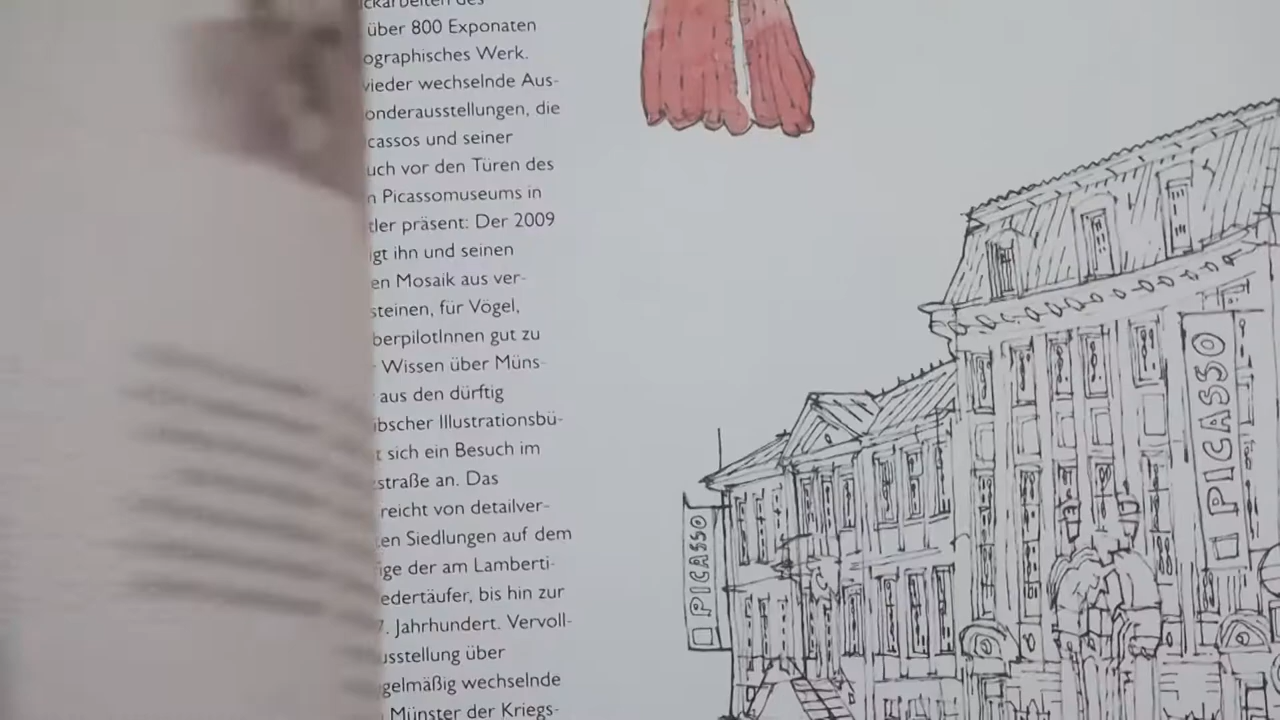 über 800 Exponaten
ographisches Werk.
wieder wechselnde Aus-
onderausstellungen, die
cassos und seiner
uch vor den Türen des
n Picassomuseums in
tler präsent: Der 2009
igt ihn und seinen
en Mosaik aus ver-
steinen, für Vögel,
berpilotInnen gut zu
Wissen über Müns-
aus den dürftig
ibscher Illustrationsbü-
t sich ein Besuch im
straße an. Das
reicht von detailver-
en Siedlungen auf dem
ige der am Lamberti-
edertäufer, bis hin zur
7. Jahrhundert. Vervoll-
usstellung über
gelmäßig wechselnde
Münster der Kriegs-
PICASSO
PICASSO